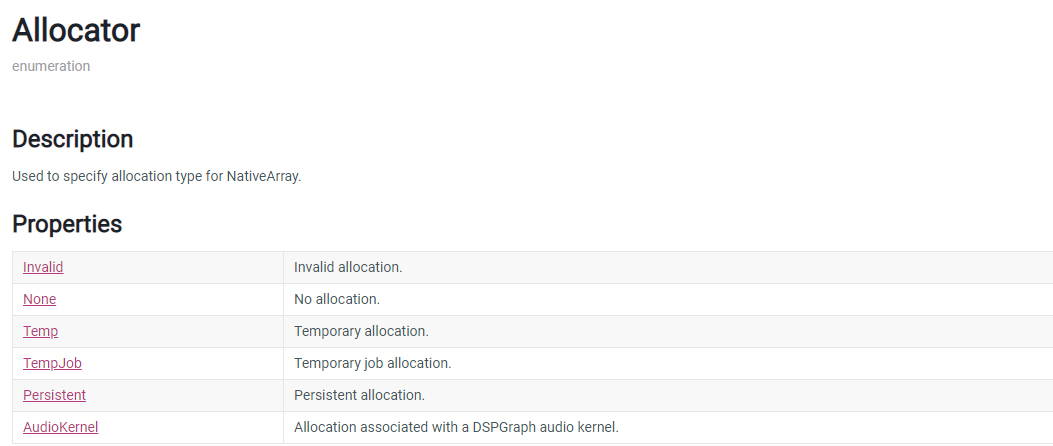 Allocator
enumeration
Description
Used to specify allocation type for NativeArray.
Properties
Invalid Invalid allocation.
None No allocation.
Temp Temporary allocation.
TempJob Temporary job allocation.
Persistent Persistent allocation.
AudioKernel Allocation associated with a DSPGraph audio kernel.